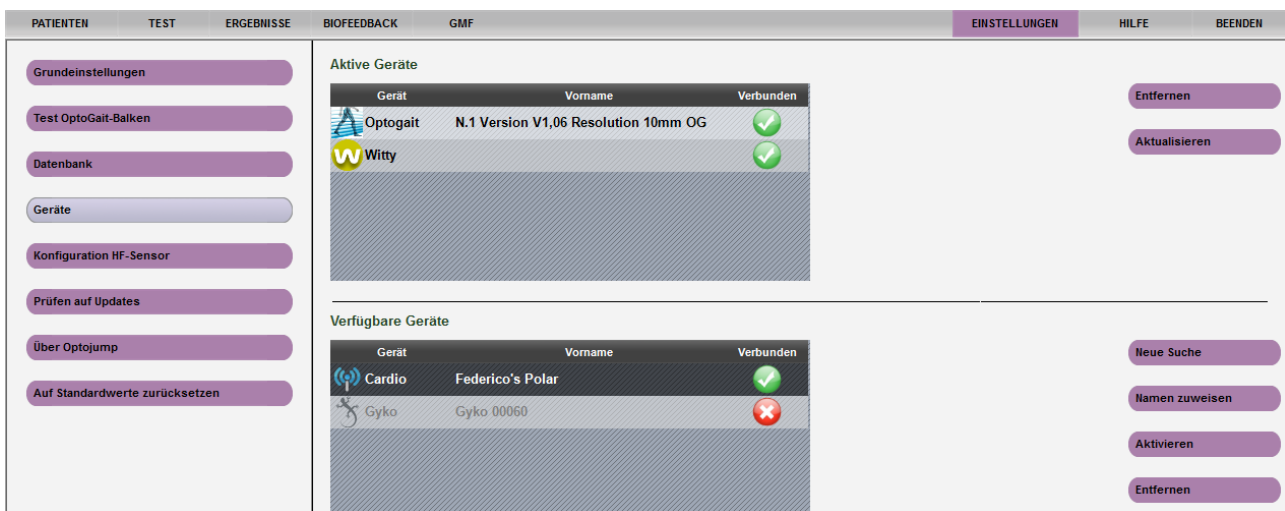 PATIENTEN TEST ERGEBNISSE BIOFEEDBACK GMF EINSTELLUNGEN HILFE BEENDEN
Grundeinstellungen
Test OptoGait-Balken
Datenbank
Geräte
Konfiguration HF-Sensor
Prüfen auf Updates
Über Optojump
Auf Standardwerte zurücksetzen
Aktive Geräte
Gerät Vorname Verbunden
Optogait N.1 Version V1,06 Resolution 10mm OG
Witty
Entfernen
Aktualisieren
Verfügbare Geräte
Gerät Vorname Verbunden
Cardio Federico's Polar
Gyko Gyko 00060
Neue Suche
Namen zuweisen
Aktivieren
Entfernen